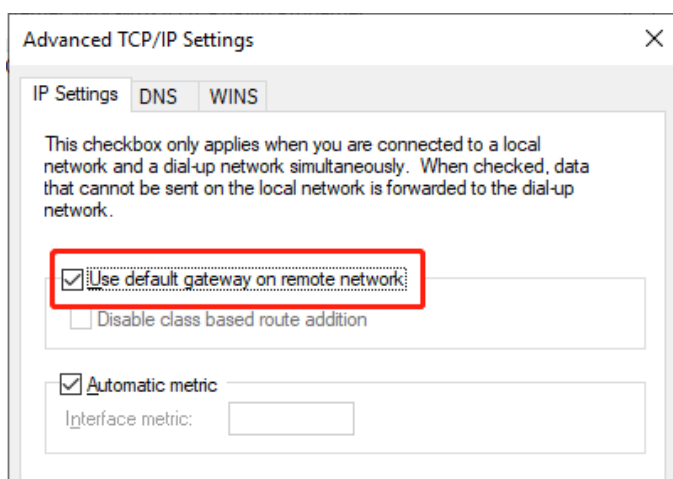 Advanced TCP/IP Settings
IP Settings DNS WINS
This checkbox only applies when you are connected to a local
network and a dial-up network simultaneously. When checked, data
that cannot be sent on the local network is forwarded to the dial-up
network.
Use default gateway on remote network
Disable class based route addition
Automatic metric
Interface metric: